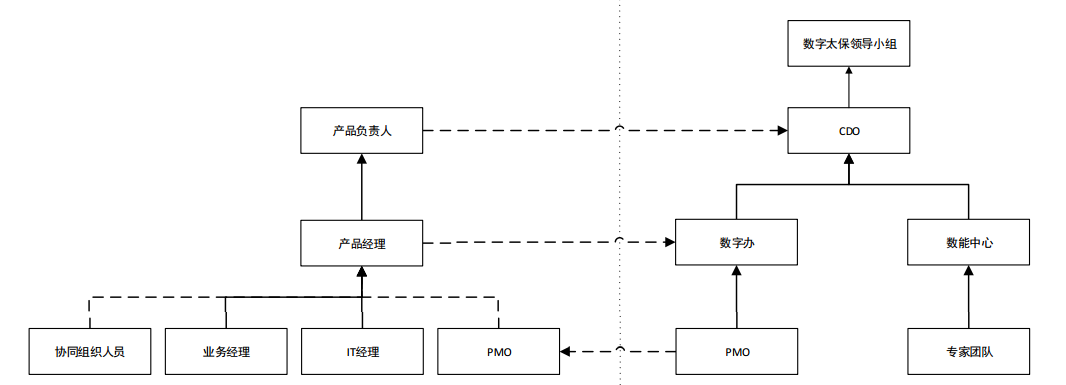 数字太保领导小组
产品负责人
CDO
产品经理
数字办
数能中心
协同组织人员
业务经理
IT经理
PMO
PMO
专家团队